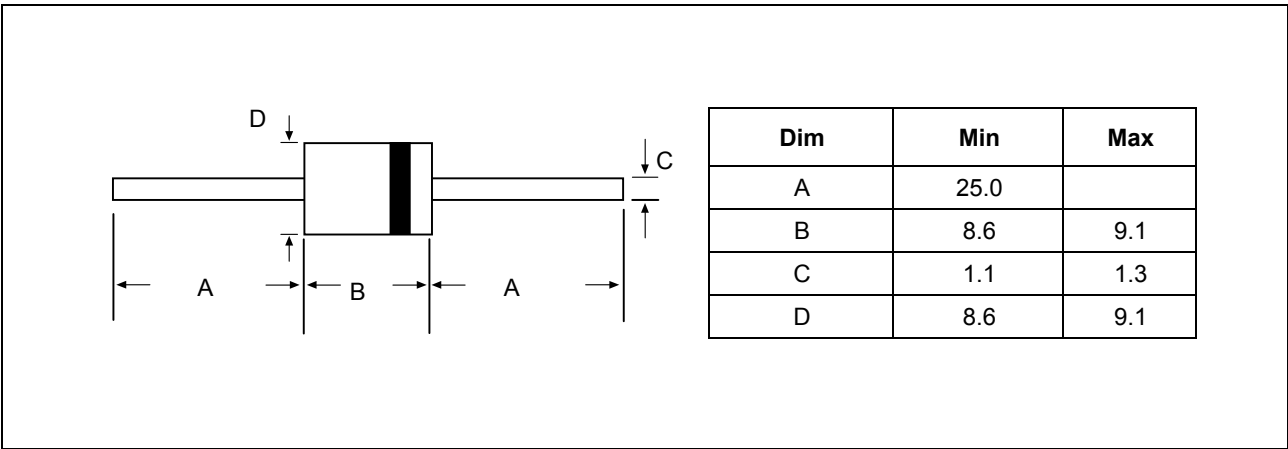 D
C
A
B
A
Dim Min Max
A 25.0
B 8.6 9.1
C 1.1 1.3
D 8.6 9.1